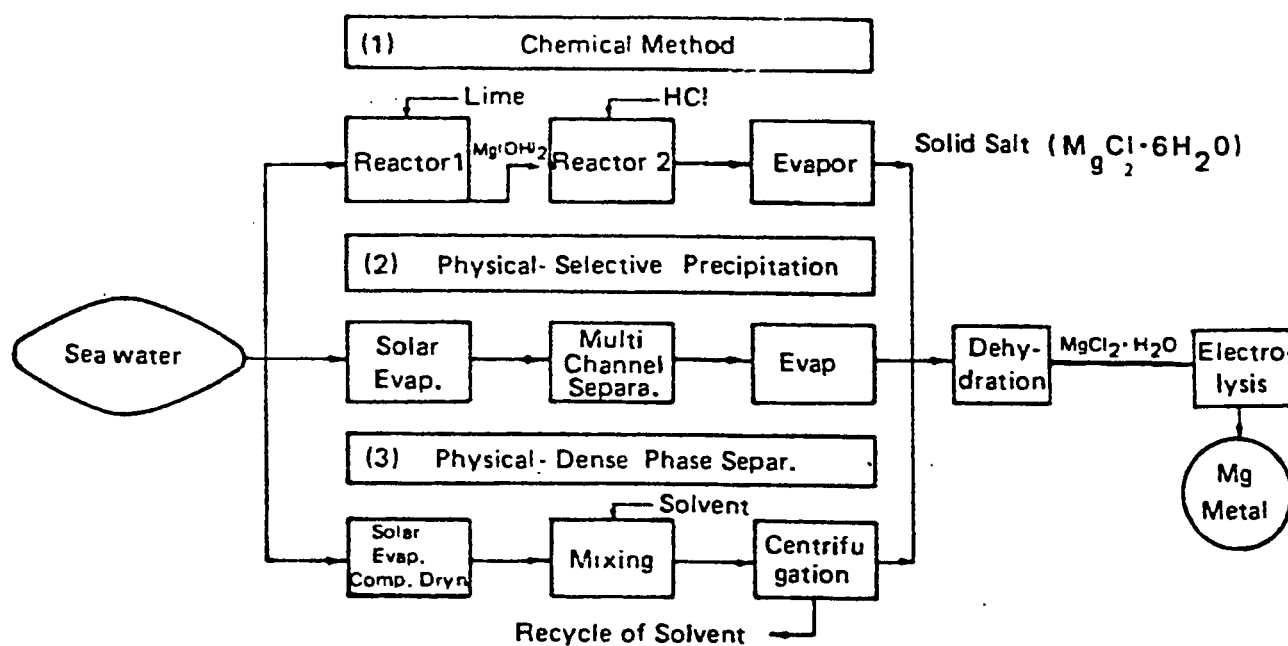 (1) Chemical Method
Lime
HCl
Reactor 1
Mg(OH)2
Reactor 2
Evapor
Solid Salt (MgCl2·6H2O)
(2) Physical- Selective Precipitation
Sea water
Solar
Evap.
Multi
Channel
Separa.
Evap
Dehy-
dration
MgCl2·H2O
Electro-
lysis
(3) Physical- Dense Phase Separ.
Mg
Metal
Solvent
Solar
Evap.
Comp. Dryn
Mixing
Centrifu
gation
Recycle of Solvent